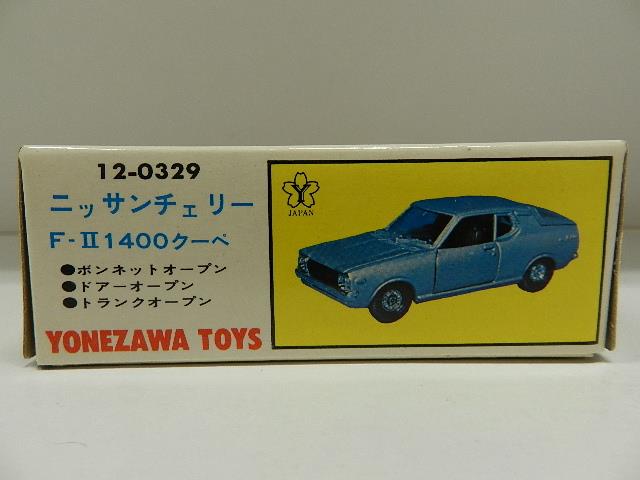 12-0329
ニッサンチェリー
F-II1400クーペ
●ボンネットオープン
●ドアーオープン
●トランクオープン
YONEZAWA TOYS
Y
JAPAN